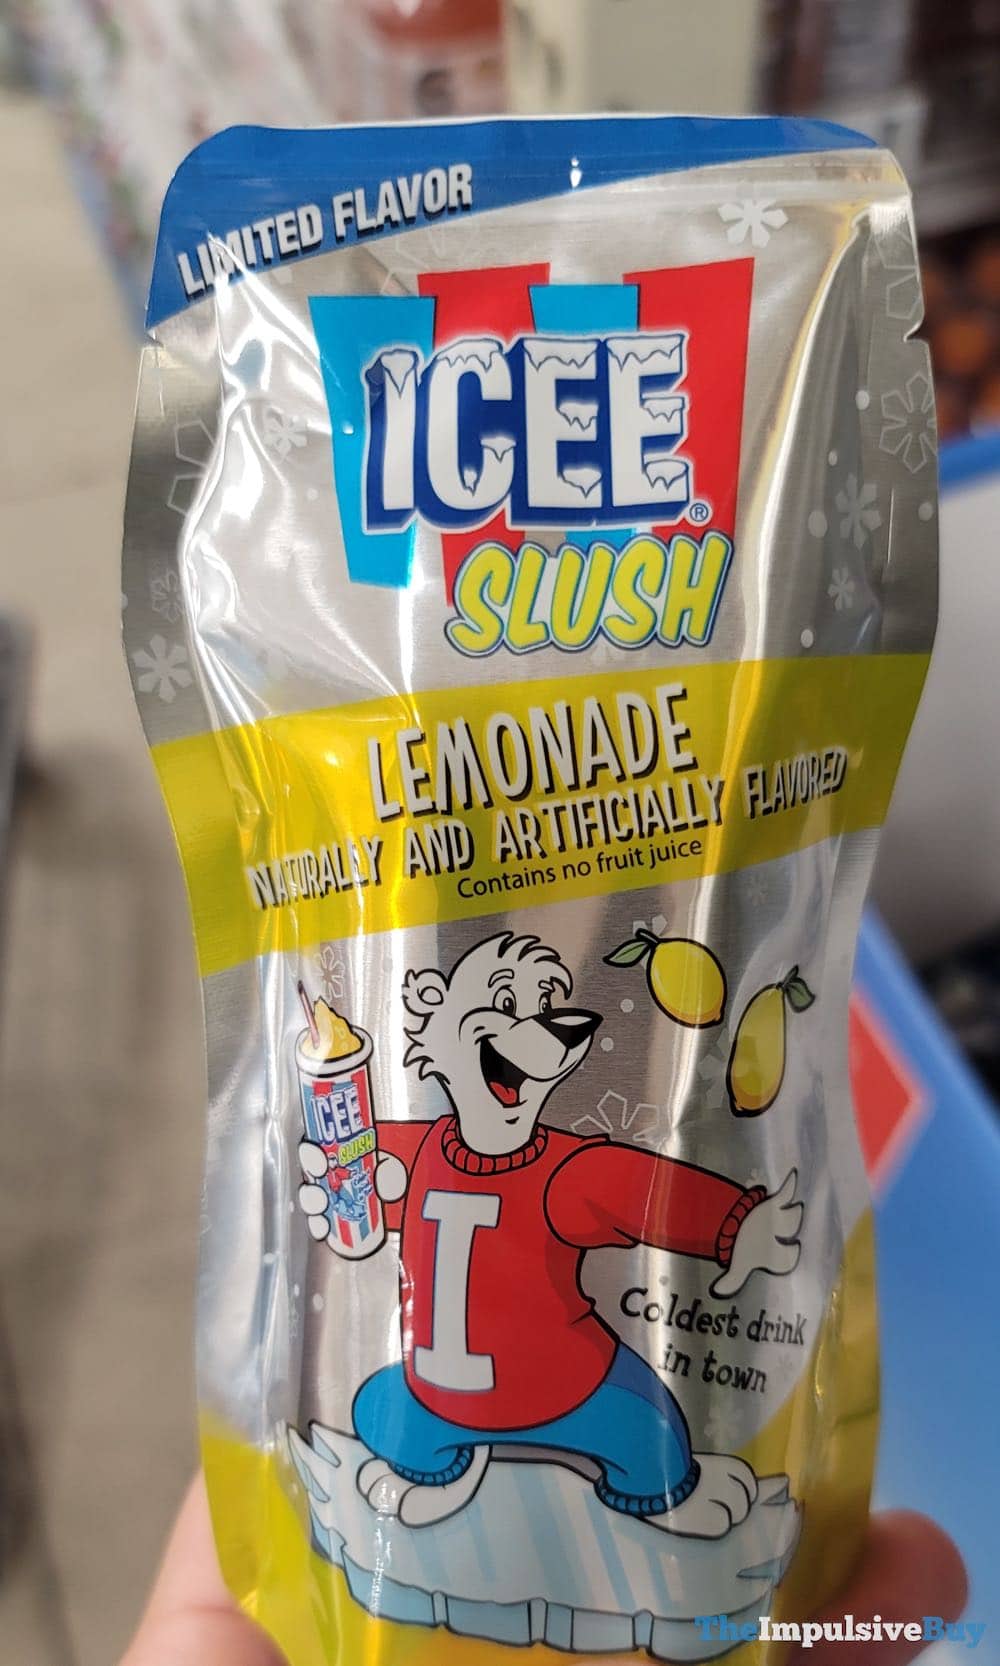 LIMITED FLAVOR
ICEE®
SLUSH
LEMONADE
NATURALLY AND ARTIFICIALLY FLAVORED
Contains no fruit juice
ICEE
SLUSH
I
Coldest drink
in town
TheImpulsiveBuy